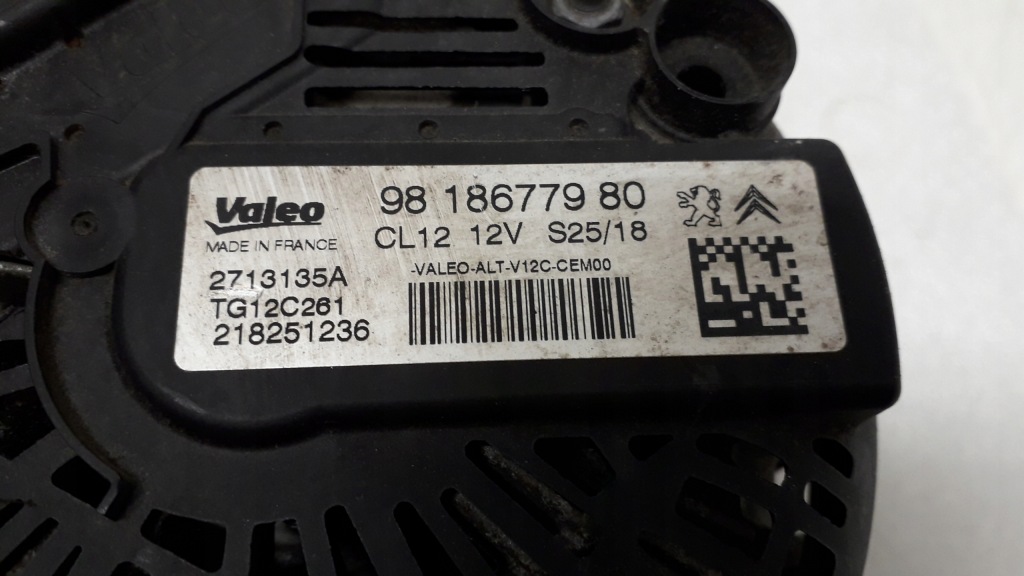 Valeo
MADE IN FRANCE
2713135A
TG12C261
218251236
98 186779 80
CL12 12V S25/18
-VALEO-ALT-V12C-CEM00